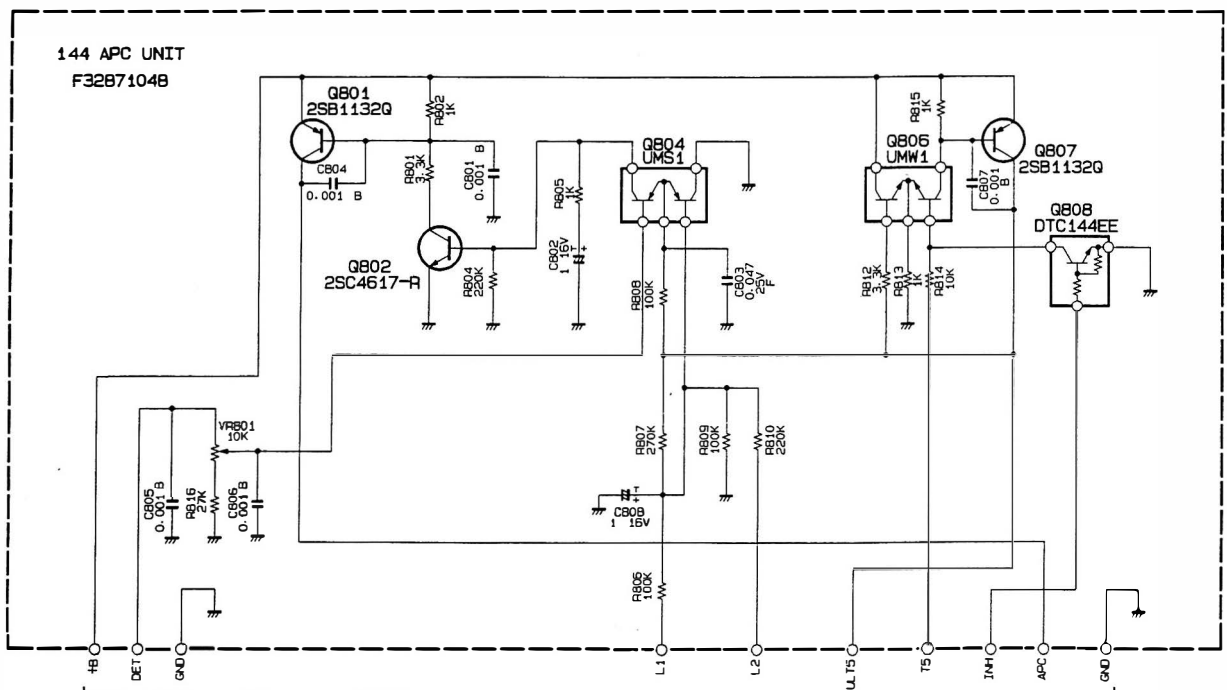 144 APC UNIT
F3287104B
Q801
2SB1132Q
R802
1K
C804
0.001 B
R801
3.3K
C801
0.001 B
Q802
2SC4617-R
R804
220K
R805
1K
C802
1 16V
T
+
Q804
UMS1
R808
100K
C803
0.047
25V
F
Q806
UMW1
R815
1K
Q807
2SB1132Q
C807
0.001
B
Q808
DTC144EE
R812
3.3K
R813
1K
R814
10K
VR801
10K
C805
0.001 B
R816
27K
C806
0.001 B
R807
270K
R809
100K
R810
220K
T
+
C808
1 16V
R806
100K
+B
DET
GND
L1
L2
ULT5
T5
INH
APC
GND